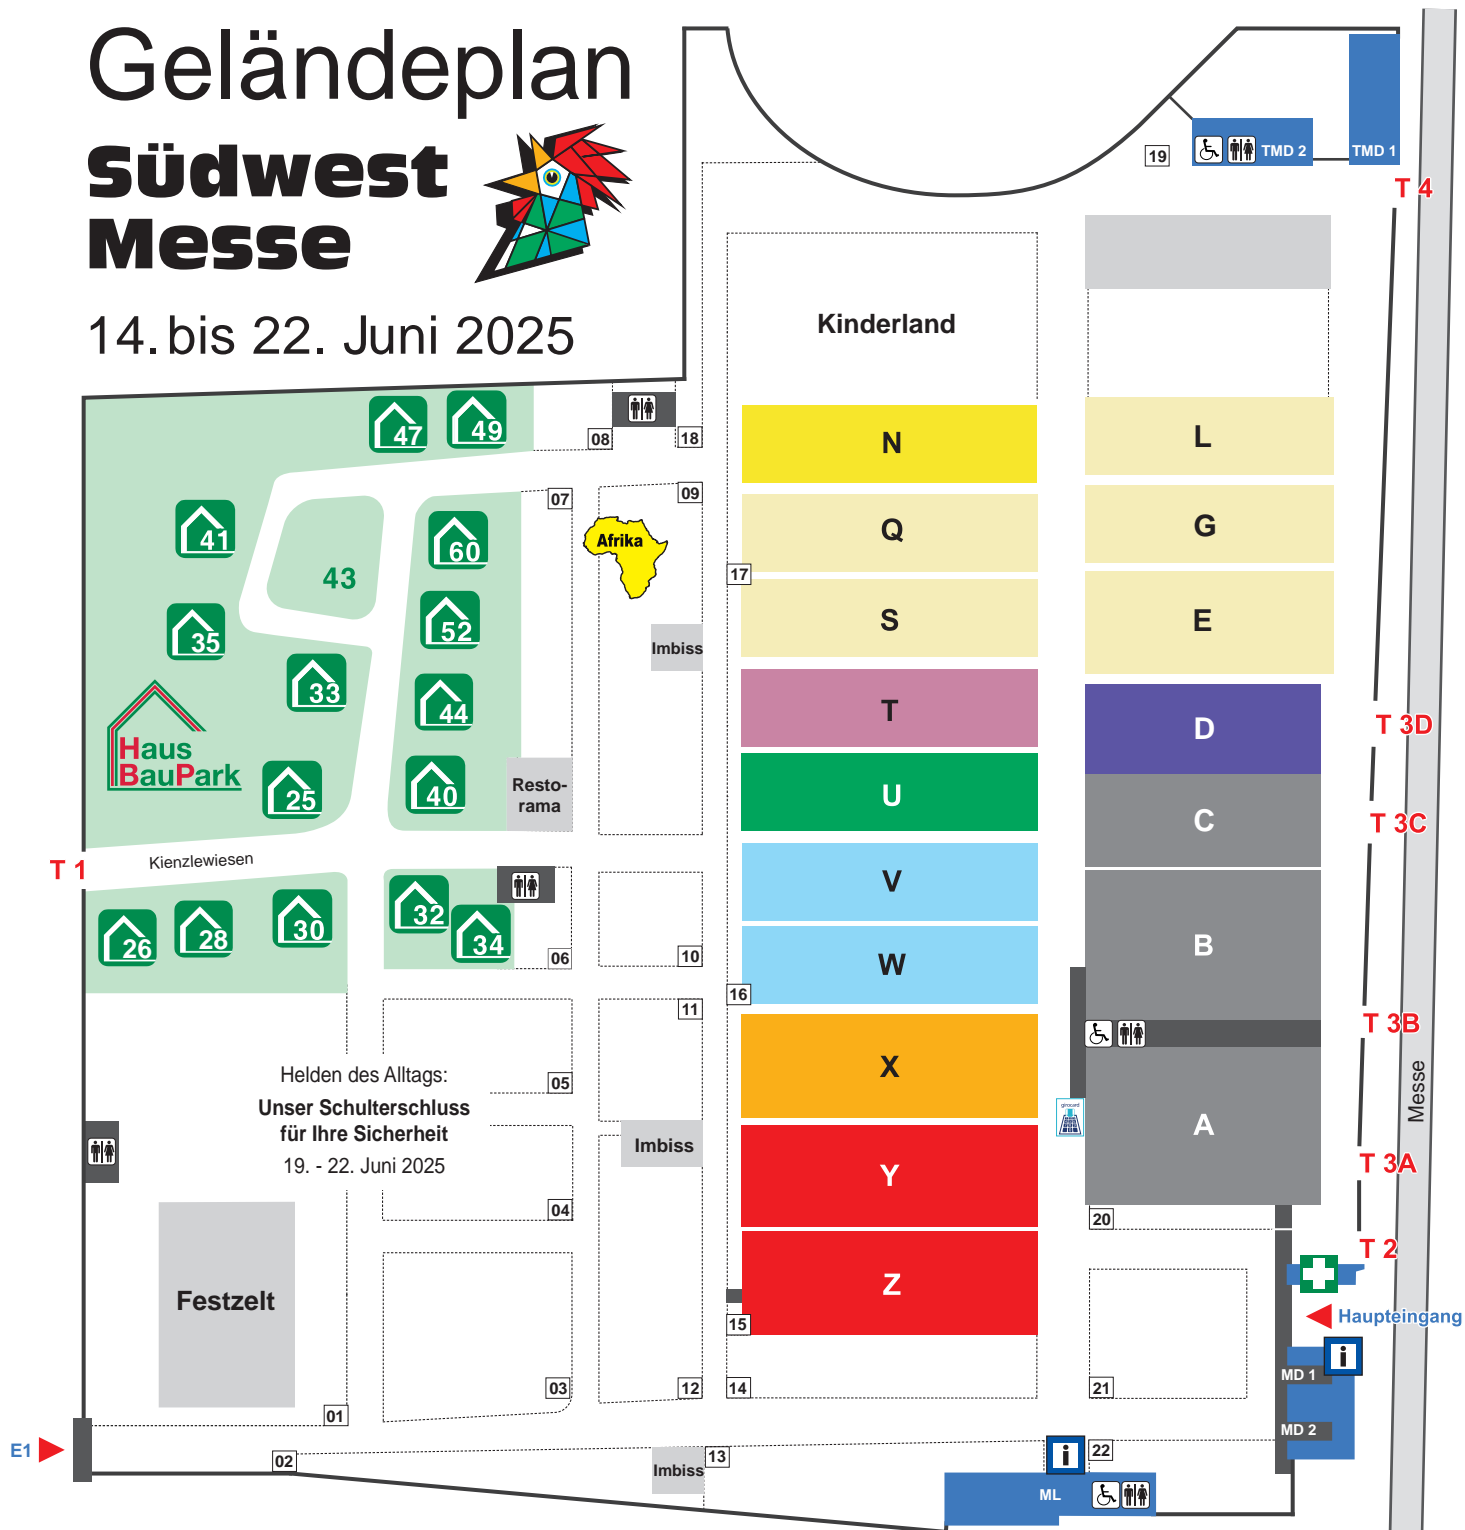 Geländeplan
Südwest
Messe
14. bis 22. Juni 2025
19
TMD 2
TMD 1
T 4
Kinderland
47
49
08
18
N
L
07
09
41
60
Afrika
Q
G
43
17
35
52
Imbiss
S
E
33
44
T
D
T 3D
Haus
BauPark
25
40
Resto-
rama
U
C
T 3C
T 1
Kienzlewiesen
V
26
28
30
32
34
06
10
W
B
16
11
T 3B
Messe
Helden des Alltags:
Unser Schulterschluss
für Ihre Sicherheit
19. - 22. Juni 2025
05
X
girocard
A
Imbiss
Y
T 3A
04
20
T 2
Festzelt
Z
15
Haupteingang
i
MD 1
03
12
14
21
01
MD 2
E1
02
Imbiss
13
i
22
ML